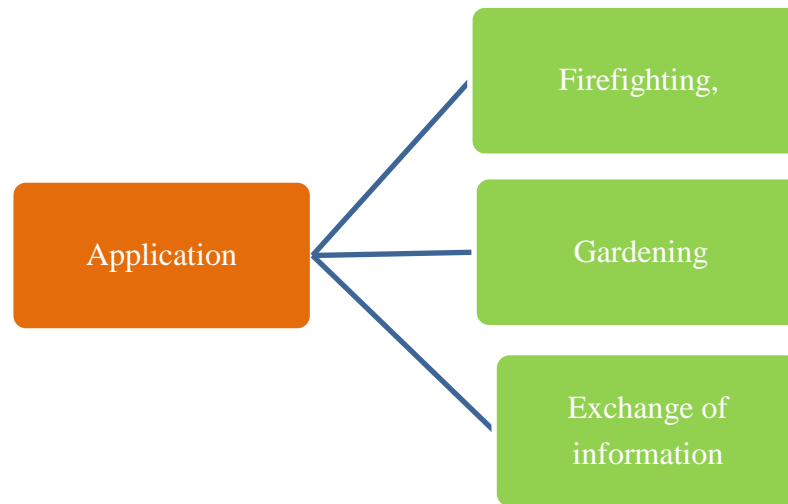 Firefighting,
Application
Gardening
Exchange of
information